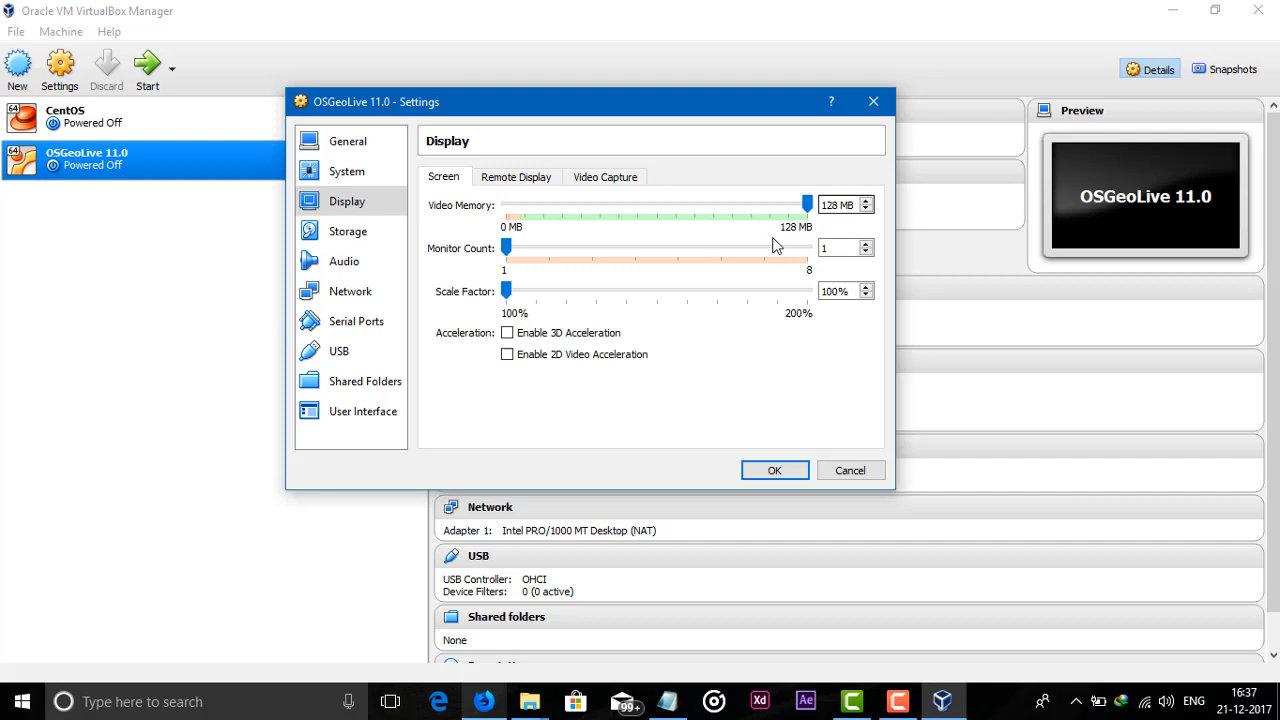 Oracle VM VirtualBox Manager
File Machine Help
New Settings Discard Start
Details Snapshots
64 CentOS
Powered Off
64 OSGeoLive 11.0
Powered Off
OSGeoLive 11.0 - Settings
?
General
System
Display
Storage
Audio
Network
Serial Ports
USB
Shared Folders
User Interface
Display
Screen Remote Display Video Capture
Video Memory: 128 MB
0 MB 128 MB
Monitor Count: 1
1 8
Scale Factor: 100%
100% 200%
Acceleration: Enable 3D Acceleration
Enable 2D Video Acceleration
OK Cancel
Preview
OSGeoLive 11.0
Network
Adapter 1: Intel PRO/1000 MT Desktop (NAT)
USB
USB Controller: OHCI
Device Filters: 0 (0 active)
Shared folders
None
Type here to search
99+
Xd
Ae
ENG
16:37
21-12-2017